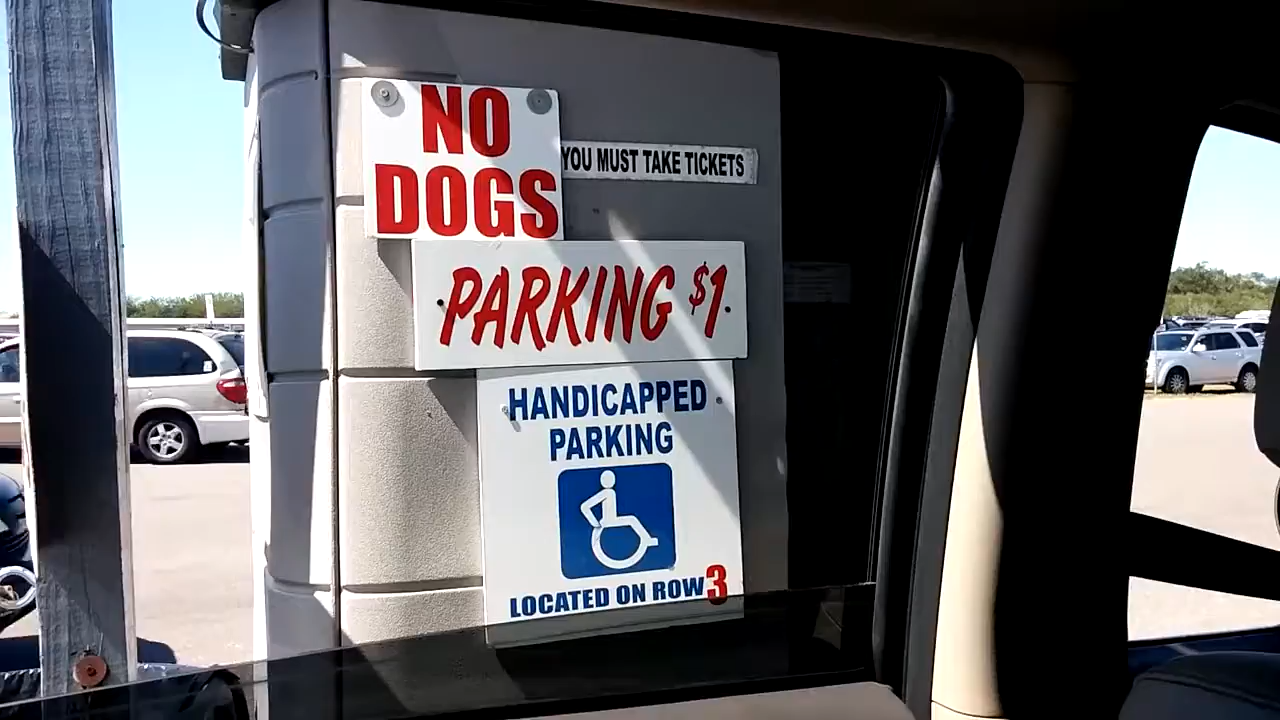 NO
DOGS
YOU MUST TAKE TICKETS
PARKING $1
HANDICAPPED
PARKING
LOCATED ON ROW 3